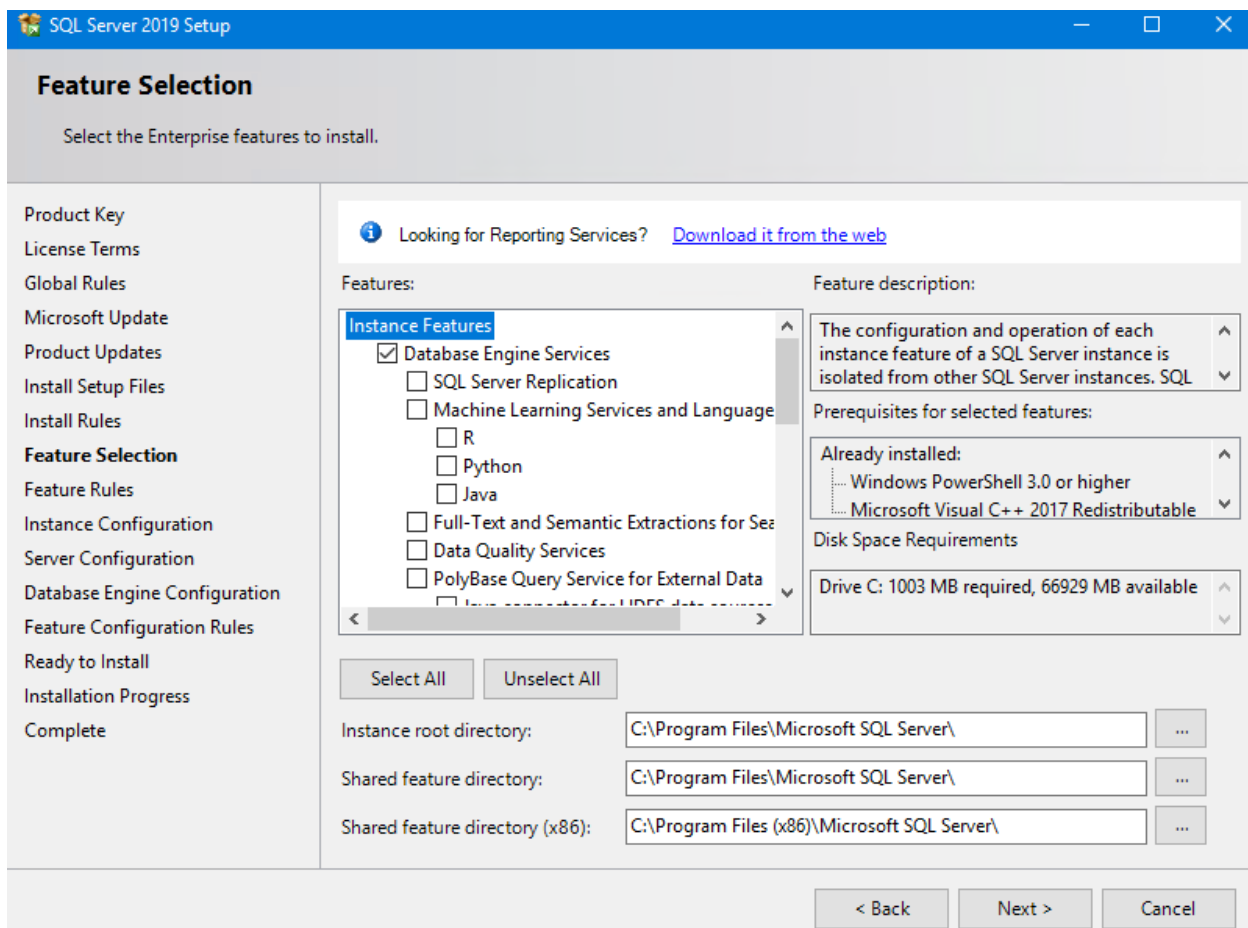 SQL Server 2019 Setup
Feature Selection
Select the Enterprise features to install.
Product Key
License Terms
Global Rules
Microsoft Update
Product Updates
Install Setup Files
Install Rules
Feature Selection
Feature Rules
Instance Configuration
Server Configuration
Database Engine Configuration
Feature Configuration Rules
Ready to Install
Installation Progress
Complete
Looking for Reporting Services? Download it from the web
Features:
Instance Features
Database Engine Services
SQL Server Replication
Machine Learning Services and Language
R
Python
Java
Full-Text and Semantic Extractions for Sea
Data Quality Services
PolyBase Query Service for External Data
Java connector for HDFS data sources
Feature description:
The configuration and operation of each
instance feature of a SQL Server instance is
isolated from other SQL Server instances. SQL
Prerequisites for selected features:
Already installed:
Windows PowerShell 3.0 or higher
Microsoft Visual C++ 2017 Redistributable
Disk Space Requirements
Drive C: 1003 MB required, 66929 MB available
Select All Unselect All
Instance root directory: C:\Program Files\Microsoft SQL Server\ ...
Shared feature directory: C:\Program Files\Microsoft SQL Server\ ...
Shared feature directory (x86): C:\Program Files (x86)\Microsoft SQL Server\ ...
< Back Next > Cancel